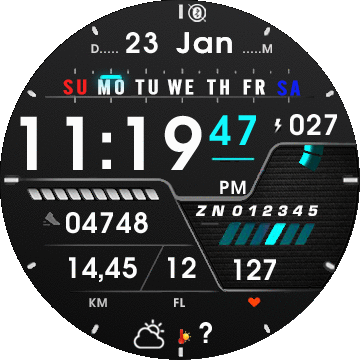 D..... 23 Jan .....M
SU MO TU WE TH FR SA
11:19 47 027
PM
ZN012345
04748
14,45 12 127
KM FL
?